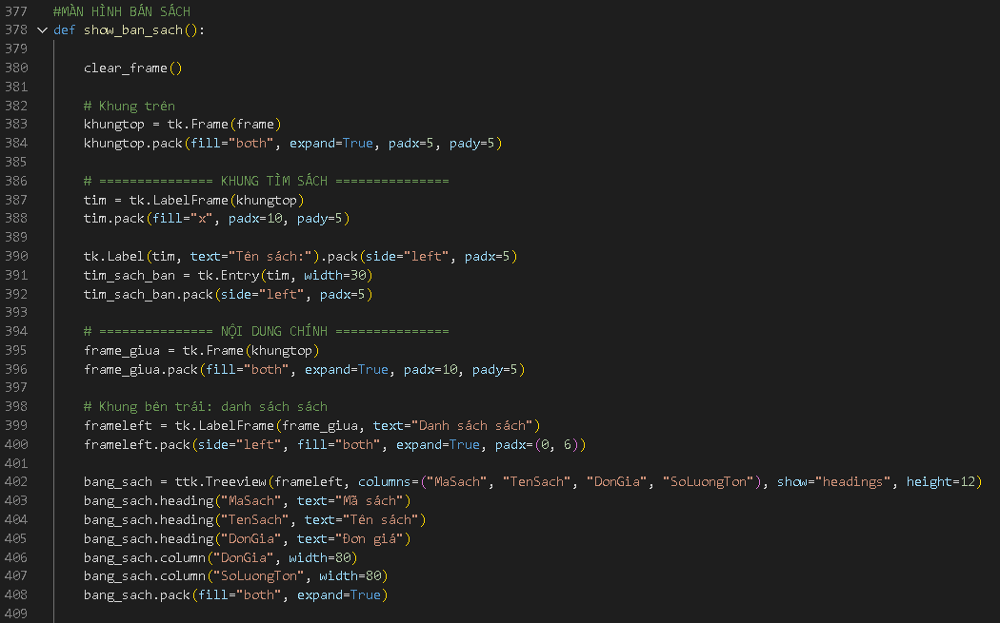 377 #MÀN HÌNH BÁN SÁCH
378 def show_ban_sach():
379
380 clear_frame()
381
382 # Khung trên
383 khungtop = tk.Frame(frame)
384 khungtop.pack(fill="both", expand=True, padx=5, pady=5)
385
386 # =============== KHUNG TÌM SÁCH ===============
387 tim = tk.LabelFrame(khungtop)
388 tim.pack(fill="x", padx=10, pady=5)
389
390 tk.Label(tim, text="Tên sách:").pack(side="left", padx=5)
391 tim_sach_ban = tk.Entry(tim, width=30)
392 tim_sach_ban.pack(side="left", padx=5)
393
394 # =============== NỘI DUNG CHÍNH ===============
395 frame_giua = tk.Frame(khungtop)
396 frame_giua.pack(fill="both", expand=True, padx=10, pady=5)
397
398 # Khung bên trái: danh sách sách
399 frameleft = tk.LabelFrame(frame_giua, text="Danh sách sách")
400 frameleft.pack(side="left", fill="both", expand=True, padx=(0, 6))
401
402 bang_sach = ttk.Treeview(frameleft, columns=("MaSach", "TenSach", "DonGia", "SoLuongTon"), show="headings", height=12)
403 bang_sach.heading("MaSach", text="Mã sách")
404 bang_sach.heading("TenSach", text="Tên sách")
405 bang_sach.heading("DonGia", text="Đơn giá")
406 bang_sach.column("DonGia", width=80)
407 bang_sach.column("SoLuongTon", width=80)
408 bang_sach.pack(fill="both", expand=True)
409